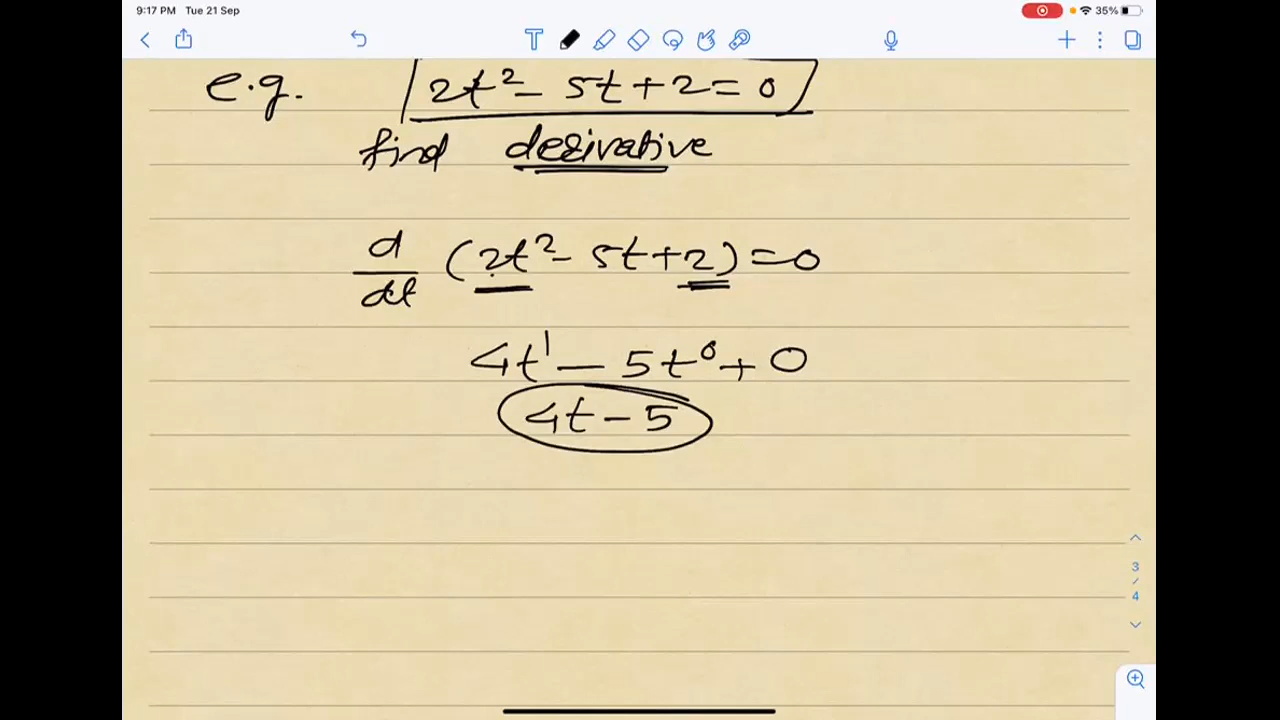 9:17 PM Tue 21 Sep
35%
T
e.g. 2t² - 5t + 2 = 0
find derivative
d/dt (2t² - 5t + 2) = 0
4t¹ - 5t⁰ + 0
4t - 5
3
/
4